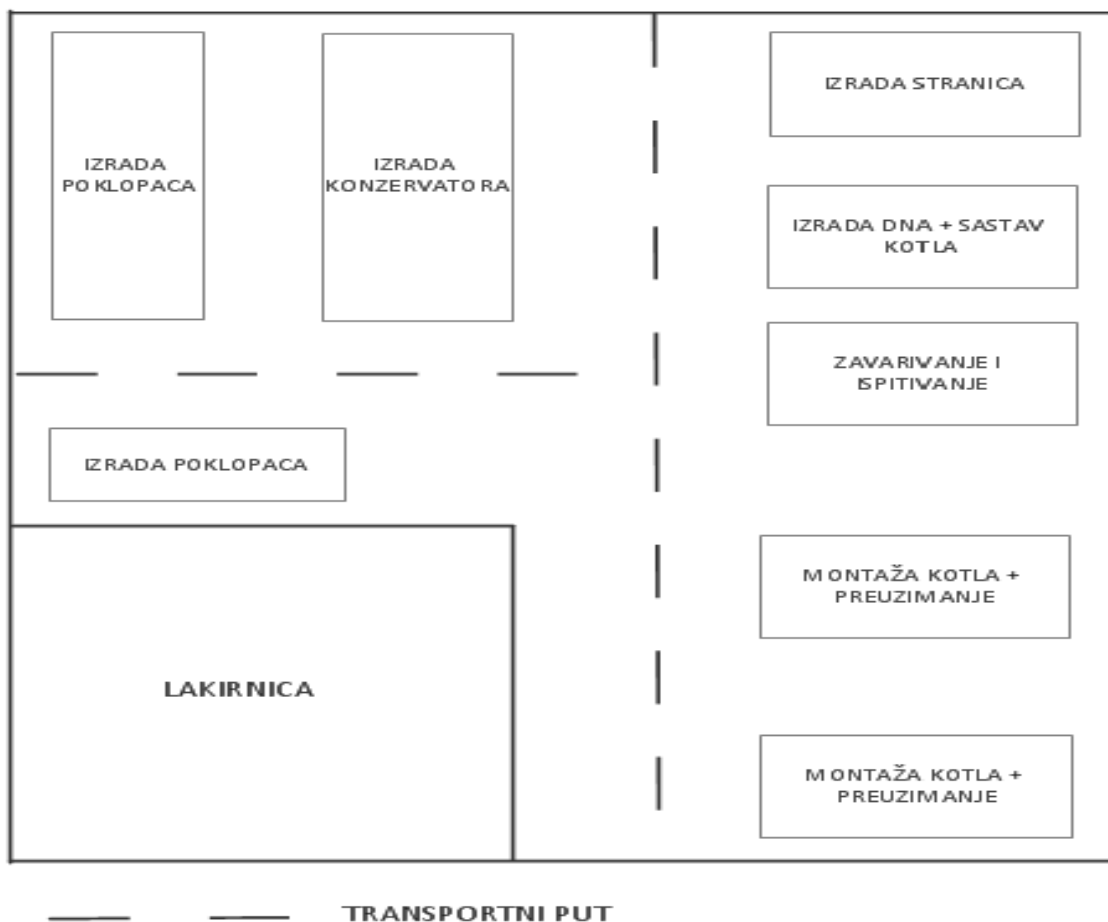 IZRADA
POKLOPACA
IZRADA
KONZERVATORA
IZRADA STRANICA
IZRADA DNA + SASTAV
KOTLA
ZAVARIVANJE I
ISPITIVANJE
IZRADA POKLOPACA
MONTAŽA KOTLA +
PREUZIMANJE
LAKIRNICA
MONTAŽA KOTLA +
PREUZIMANJE
TRANSPORTNI PUT